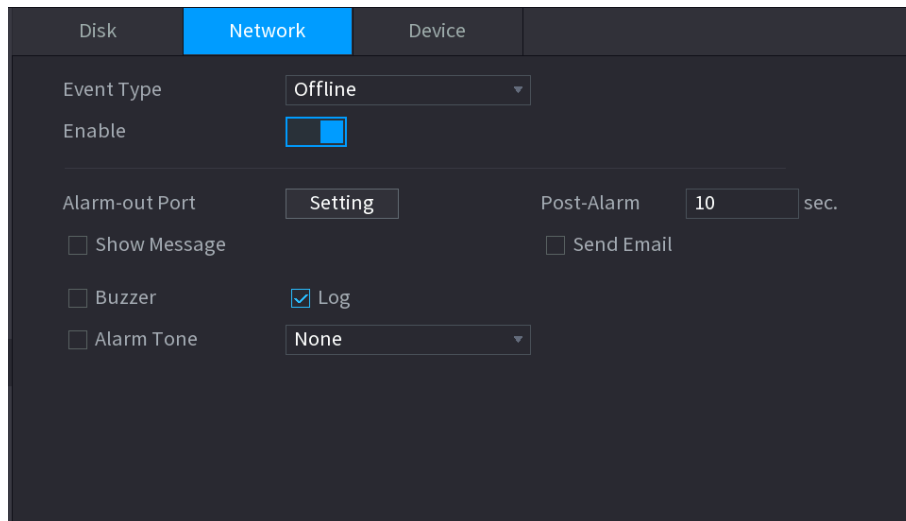 Disk Network Device
Event Type Offline
Enable
Alarm-out Port Setting Post-Alarm 10 sec.
Show Message Send Email
Buzzer Log
Alarm Tone None